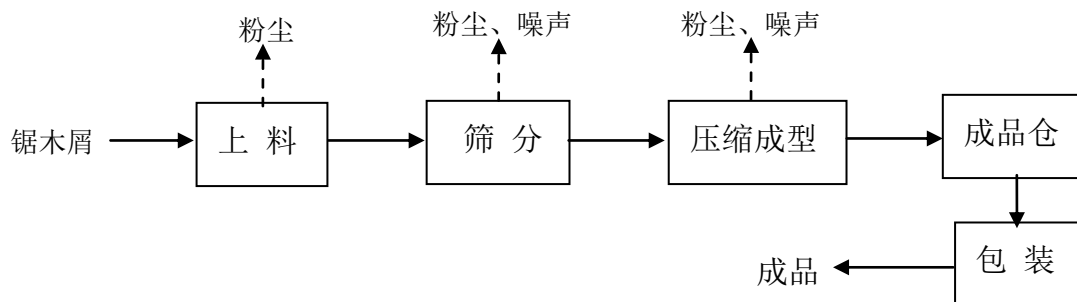 粉尘
粉尘、噪声
粉尘、噪声
锯木屑
上 料
筛 分
压缩成型
成品仓
包 装
成品